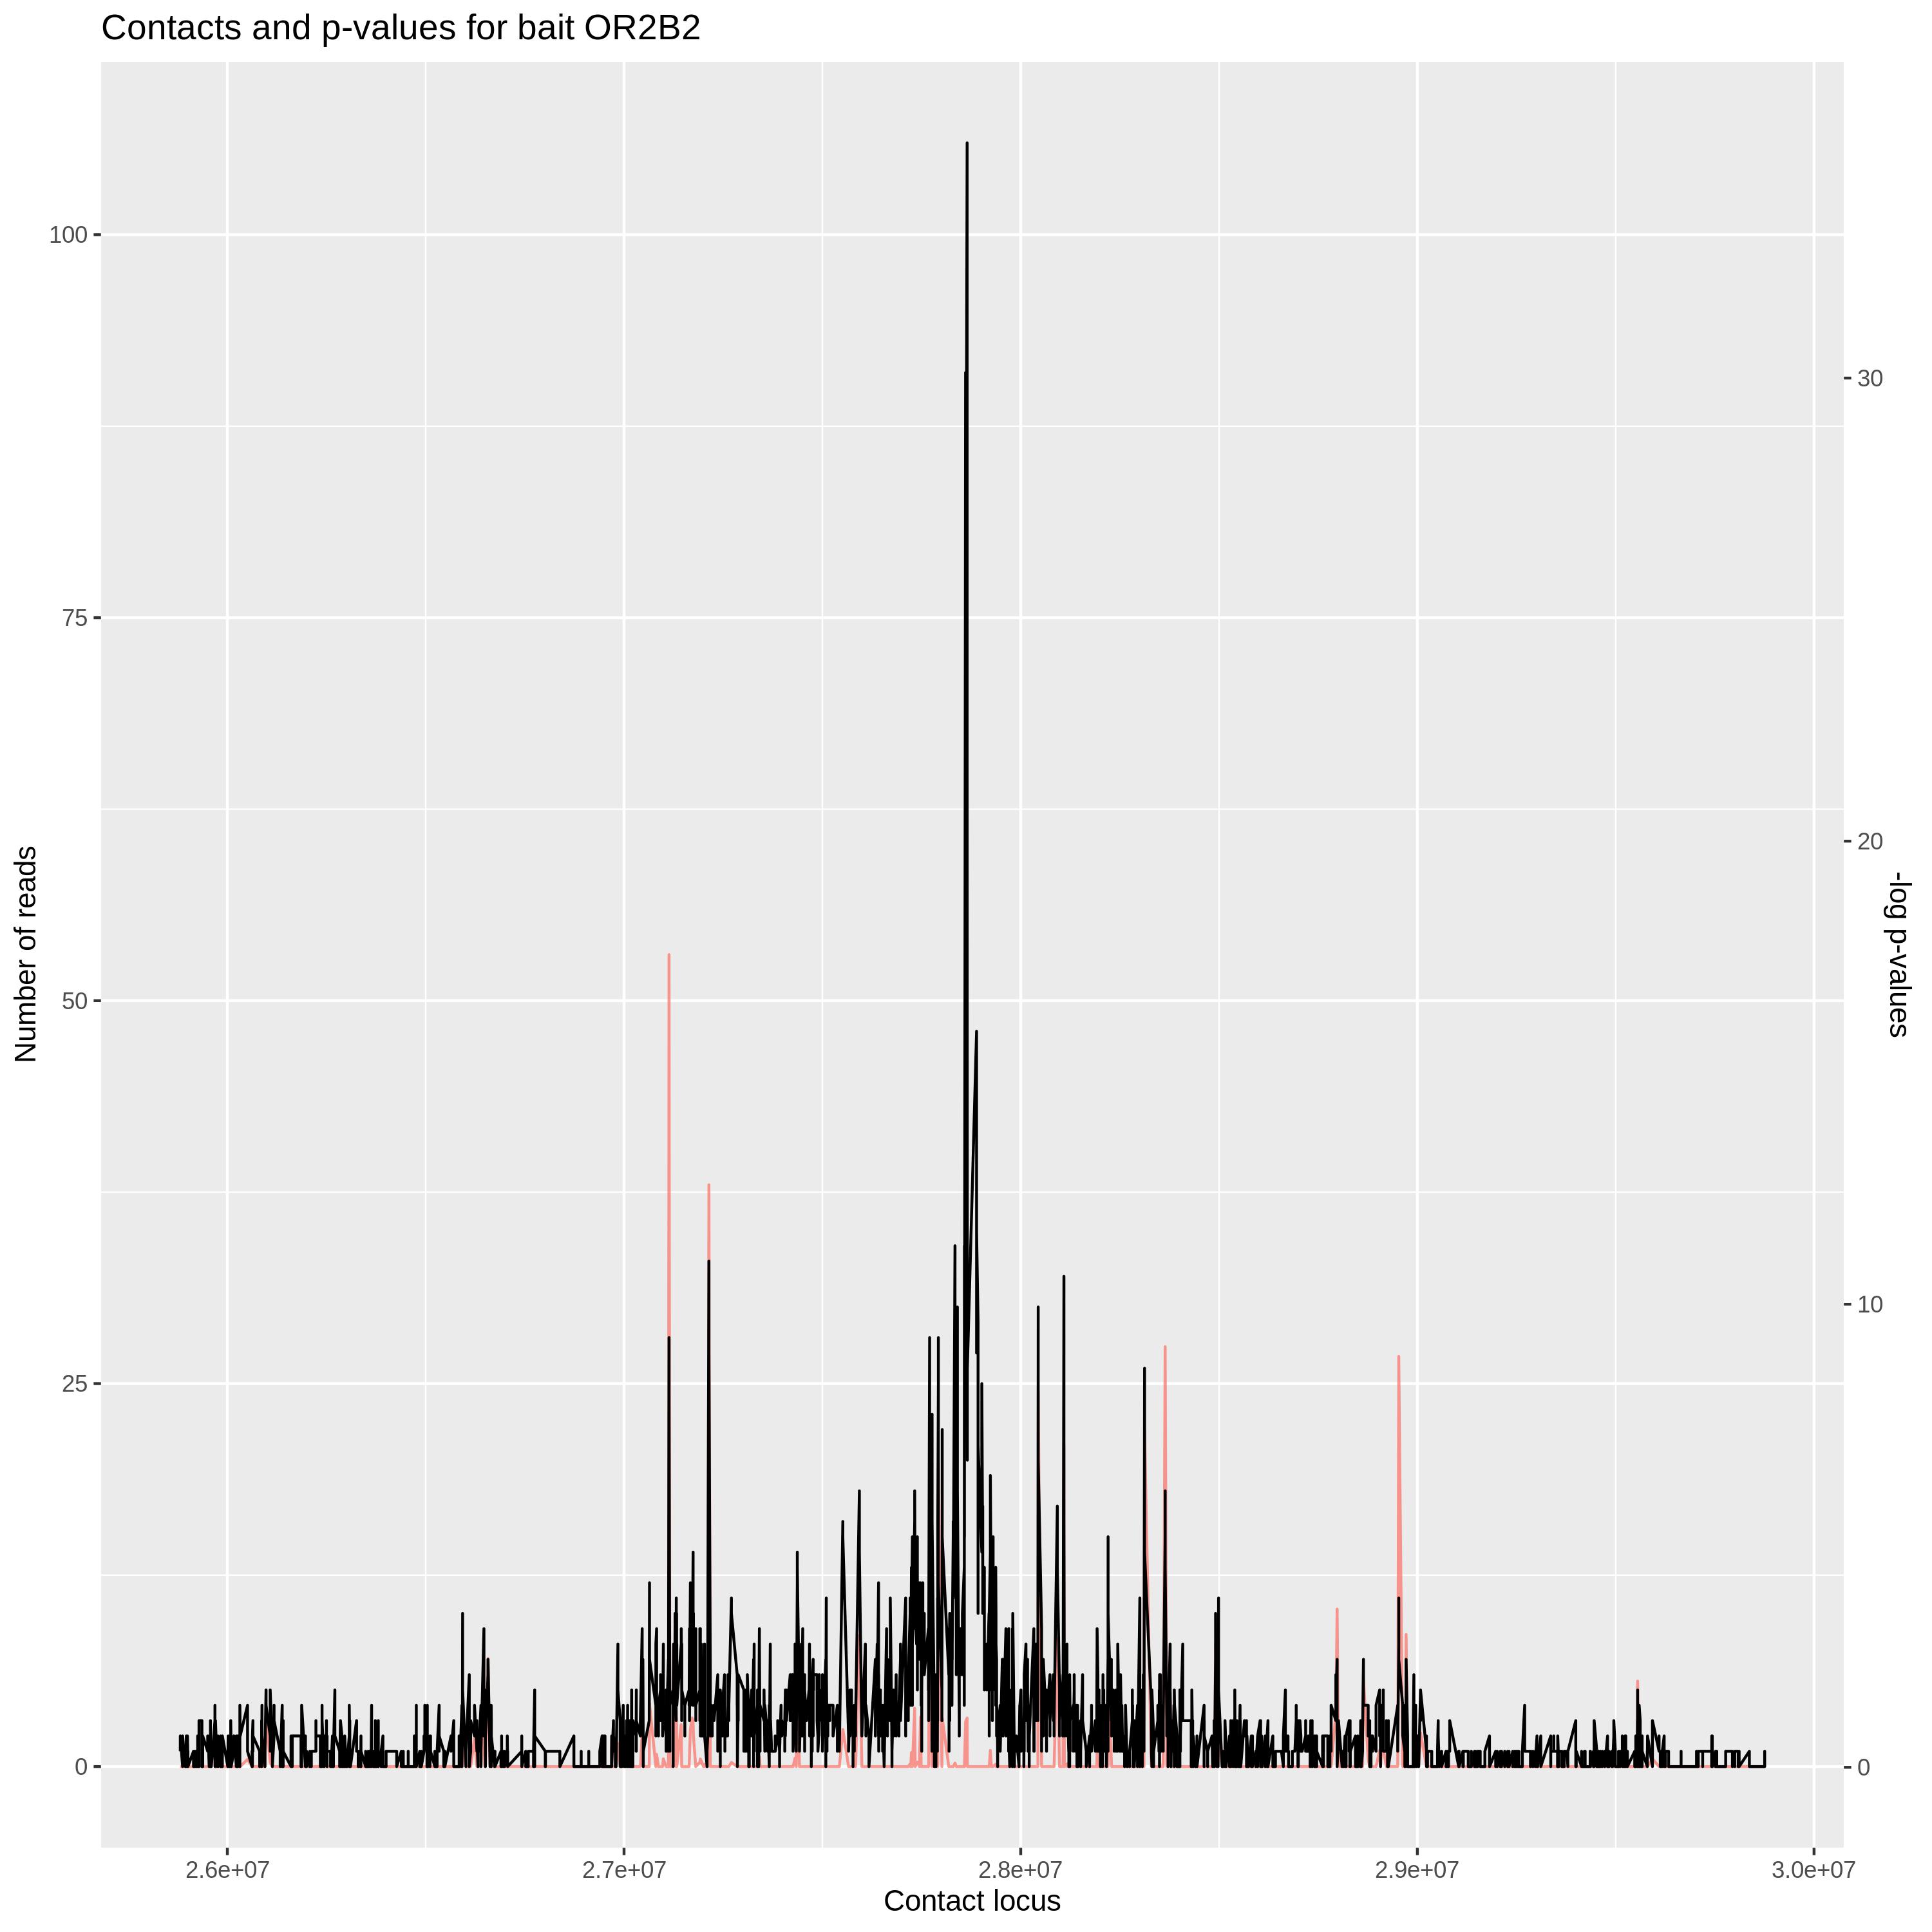 Contacts and p-values for bait OR2B2
100
75
50
25
0
Number of reads
30
20
10
0
-log p-values
2.6e+07
2.7e+07
2.8e+07
2.9e+07
3.0e+07
Contact locus